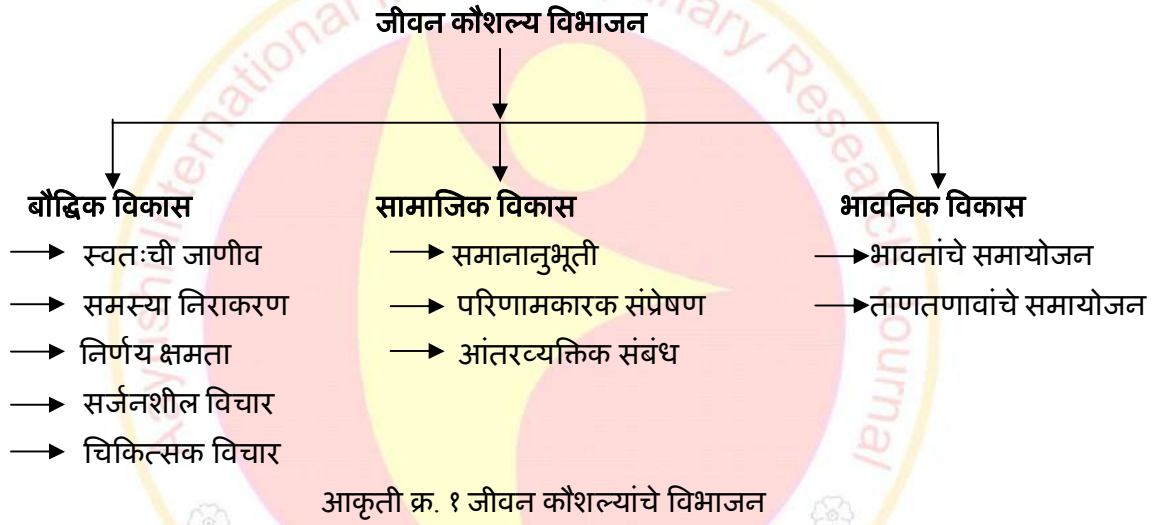 जीवन कौशल्य विभाजन
बौद्धिक विकास
स्वतःची जाणीव
समस्या निराकरण
निर्णय क्षमता
सर्जनशील विचार
चिकित्सक विचार
सामाजिक विकास
समानानुभूती
परिणामकारक संप्रेषण
आंतरव्यक्तिक संबंध
भावनिक विकास
भावनांचे समायोजन
ताणतणावांचे समायोजन
आकृती क्र. १ जीवन कौशल्यांचे विभाजन